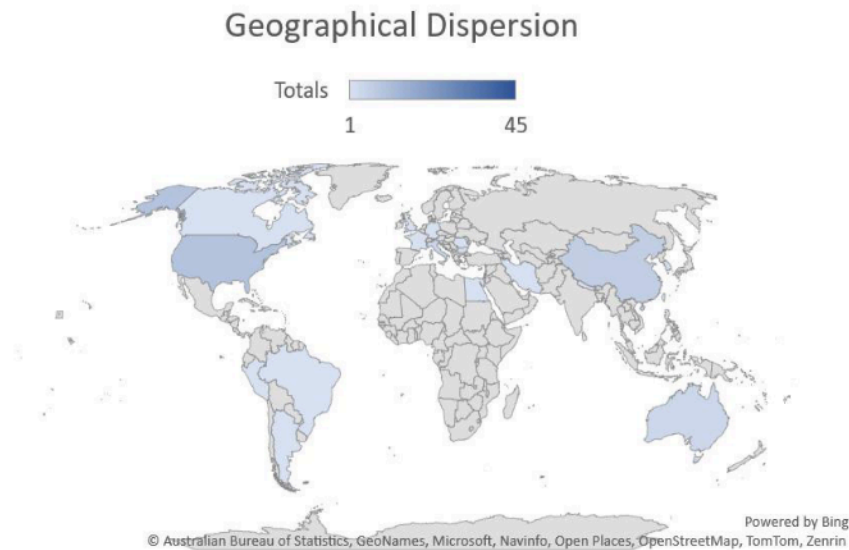 Geographical Dispersion
Totals
1 45
Powered by Bing
© Australian Bureau of Statistics, GeoNames, Microsoft, Navinfo, Open Places, OpenStreetMap, TomTom, Zenrin